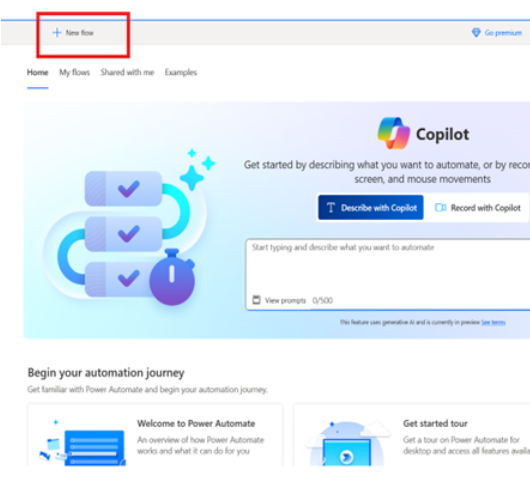 New flow
Go premium
Home My flows Shared with me Examples
Copilot
Get started by describing what you want to automate, or by recor
screen, and mouse movements
Describe with Copilot
Record with Copilot
Start typing and describe what you want to automate
View prompts 0/500
This feature uses generative AI and is currently in preview See terms
Begin your automation journey
Get familiar with Power Automate and begin your automation journey.
Welcome to Power Automate
An overview of how Power Automate
works and what it can do for you
Get started tour
Get a tour on Power Automate for
desktop and access all features availa